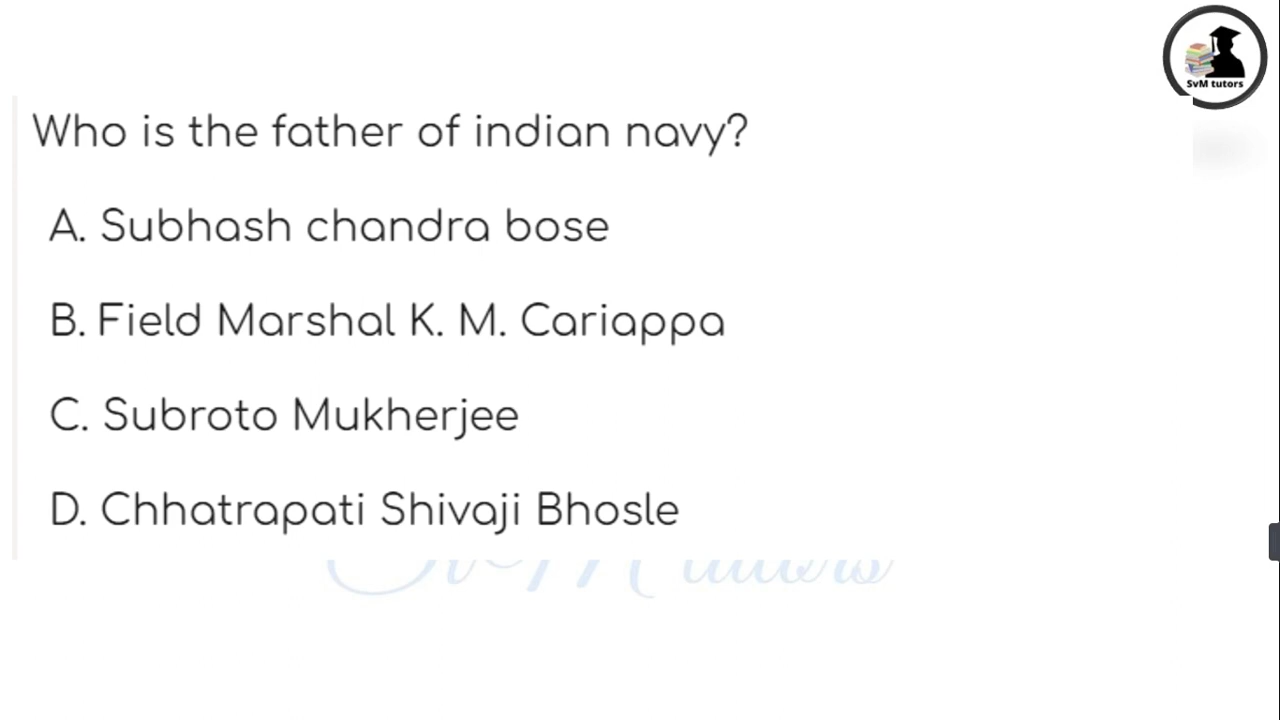 SvM tutors
Who is the father of indian navy?
A. Subhash chandra bose
B. Field Marshal K. M. Cariappa
C. Subroto Mukherjee
D. Chhatrapati Shivaji Bhosle